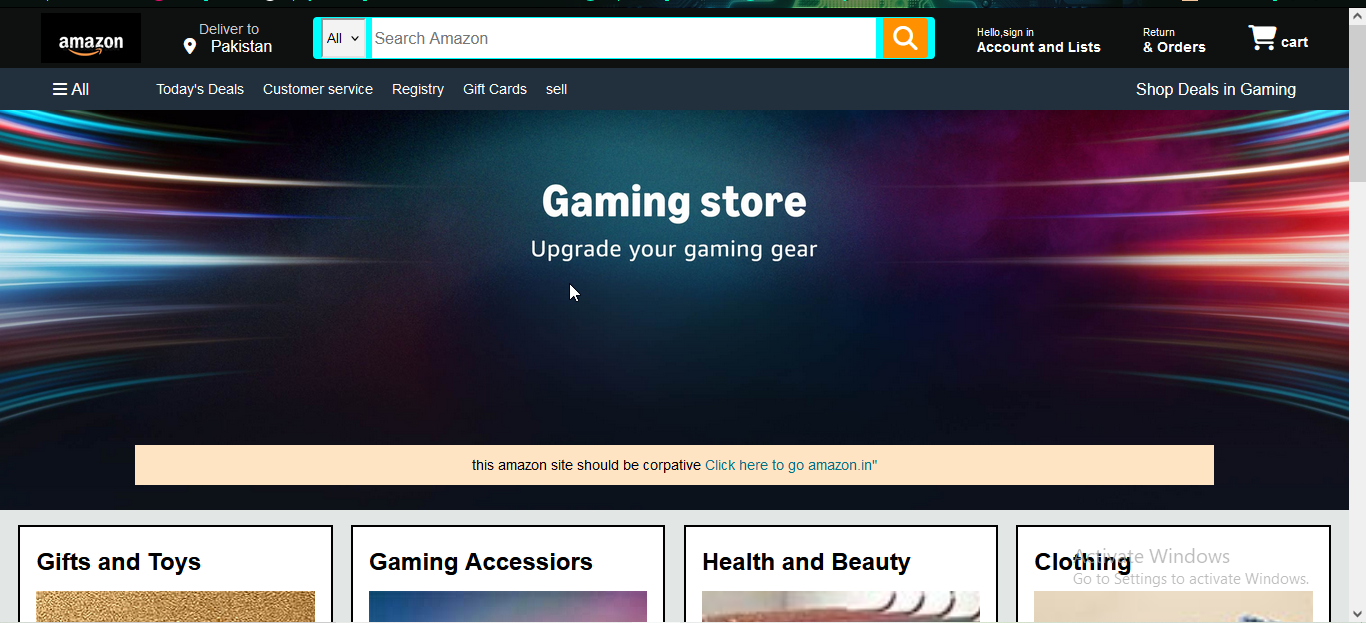 amazon
Deliver to
Pakistan
All
Search Amazon
Hello,sign in
Account and Lists
Return
& Orders
cart
All
Today's Deals
Customer service
Registry
Gift Cards
sell
Shop Deals in Gaming
Gaming store
Upgrade your gaming gear
this amazon site should be corpative Click here to go amazon.in"
Gifts and Toys
Gaming Accessiors
Health and Beauty
Clothing
Activate Windows
Go to Settings to activate Windows.